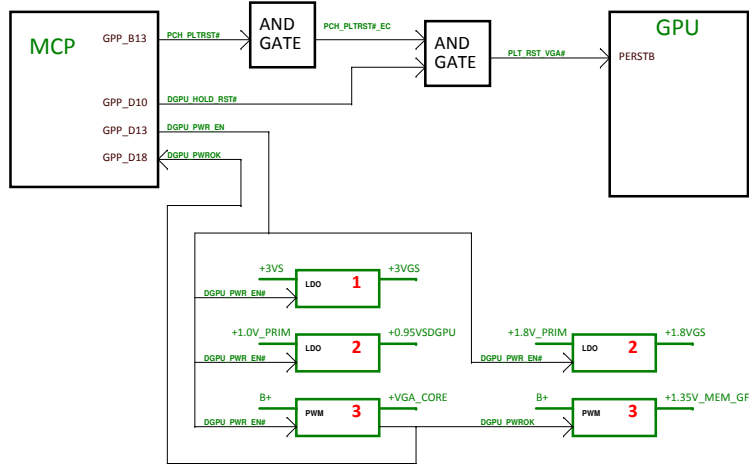 MCP
GPP_B13
PCH_PLTRST#
AND
GATE
PCH_PLTRST#_EC
AND
GATE
PLT_RST_VGA#
GPU
PERSTB
GPP_D10
DGPU_HOLD_RST#
GPP_D13
DGPU_PWR_EN
GPP_D18
DGPU_PWROK
+3VS
LDO
1
+3VGS
DGPU_PWR_EN#
+1.0V_PRIM
LDO
2
+0.95VSDGPU
DGPU_PWR_EN#
+1.8V_PRIM
LDO
2
+1.8VGS
DGPU_PWR_EN#
B+
PWM
3
+VGA_CORE
DGPU_PWR_EN#
B+
PWM
3
+1.35V_MEM_GF
DGPU_PWROK